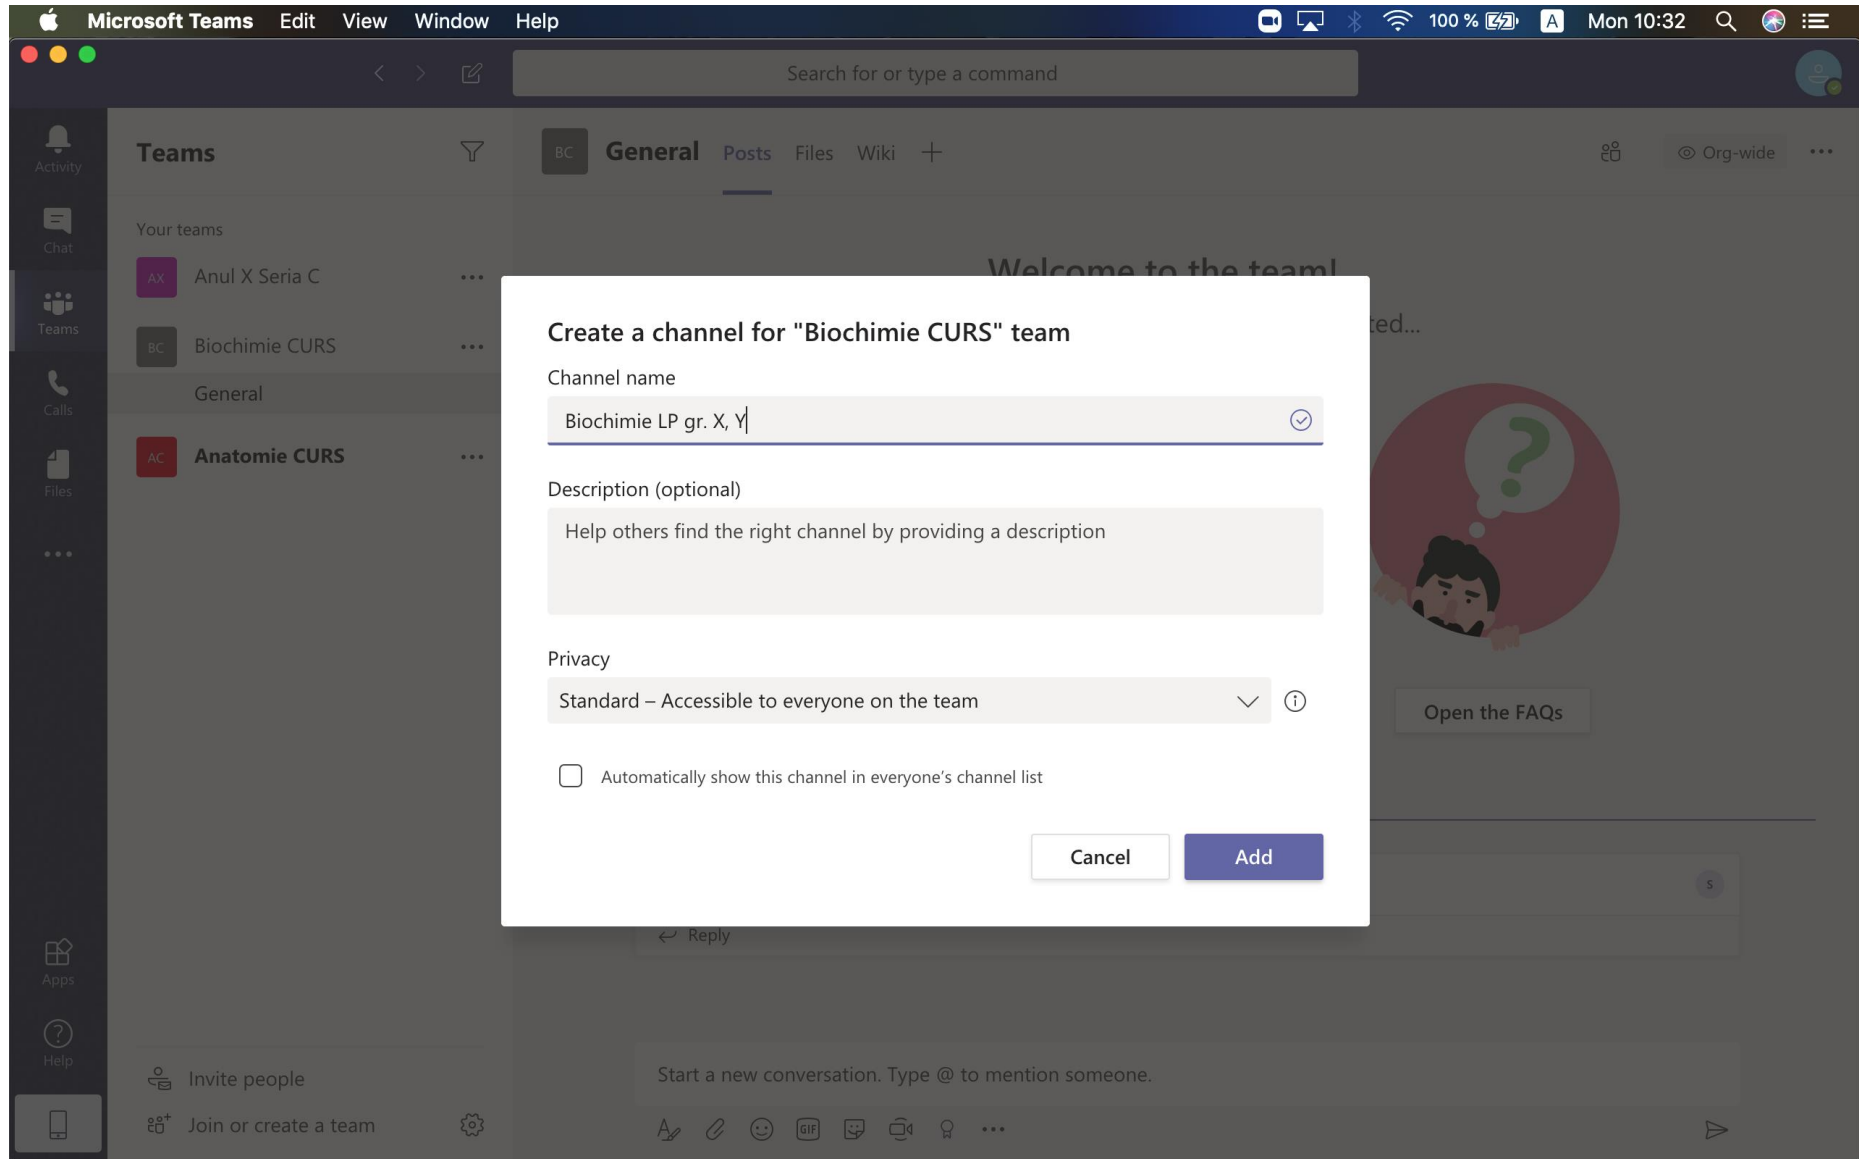 Microsoft Teams Edit View Window Help 100 % A Mon 10:32
Search for or type a command
Activity
Chat
Teams
Calls
Files
Apps
Help
Teams
Your teams
AX Anul X Seria C
BC Biochimie CURS
General
AC Anatomie CURS
Invite people
Join or create a team
BC General Posts Files Wiki Org-wide
Welcome to the team!
ted...
Create a channel for "Biochimie CURS" team
Channel name
Biochimie LP gr. X, Y
Description (optional)
Help others find the right channel by providing a description
Privacy
Standard – Accessible to everyone on the team
Automatically show this channel in everyone's channel list
Cancel Add
Open the FAQs
S
Reply
Start a new conversation. Type @ to mention someone.
GIF